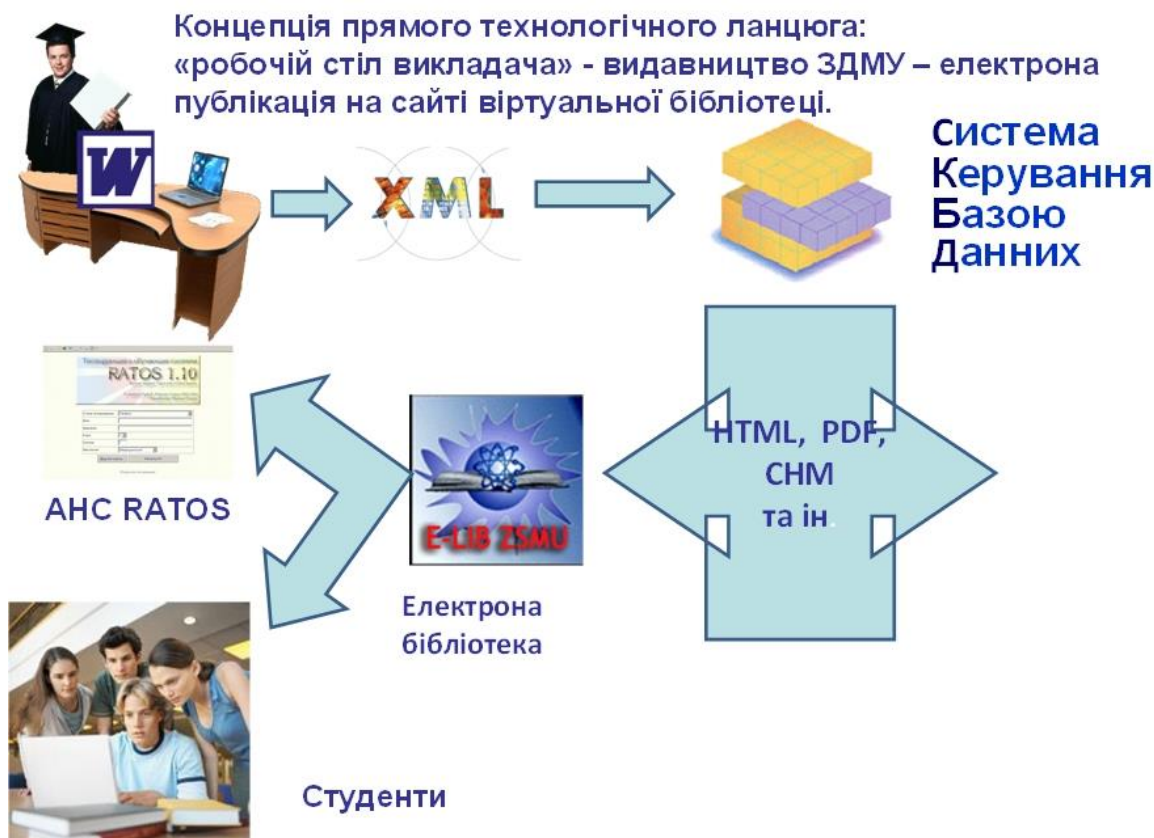 Концепція прямого технологічного ланцюга:
«робочій стіл викладача» - видавництво ЗДМУ – електрона
публікація на сайті віртуальної бібліотеці.
W
XML
Система
Керування
Базою
Данних
RATOS 1.10
АНС RATOS
E-LIB ZSMU
Електрона
бібліотека
HTML, PDF,
CHM
та ін.
Студенти